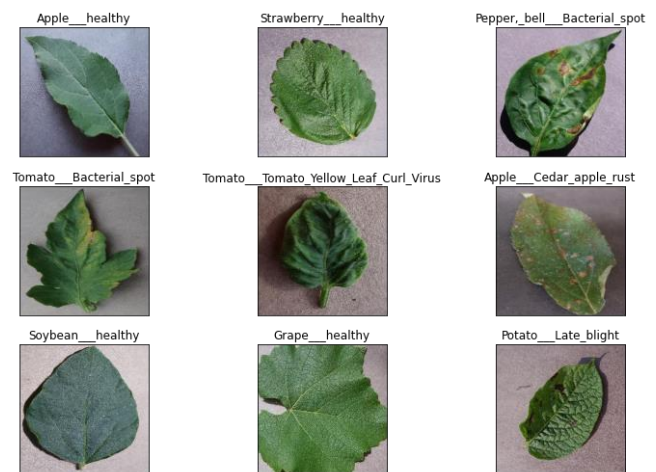 Apple___healthy
Strawberry___healthy
Pepper,_bell___Bacterial_spot
Tomato___Bacterial_spot
Tomato___Tomato_Yellow_Leaf_Curl_Virus
Apple___Cedar_apple_rust
Soybean___healthy
Grape___healthy
Potato___Late_blight